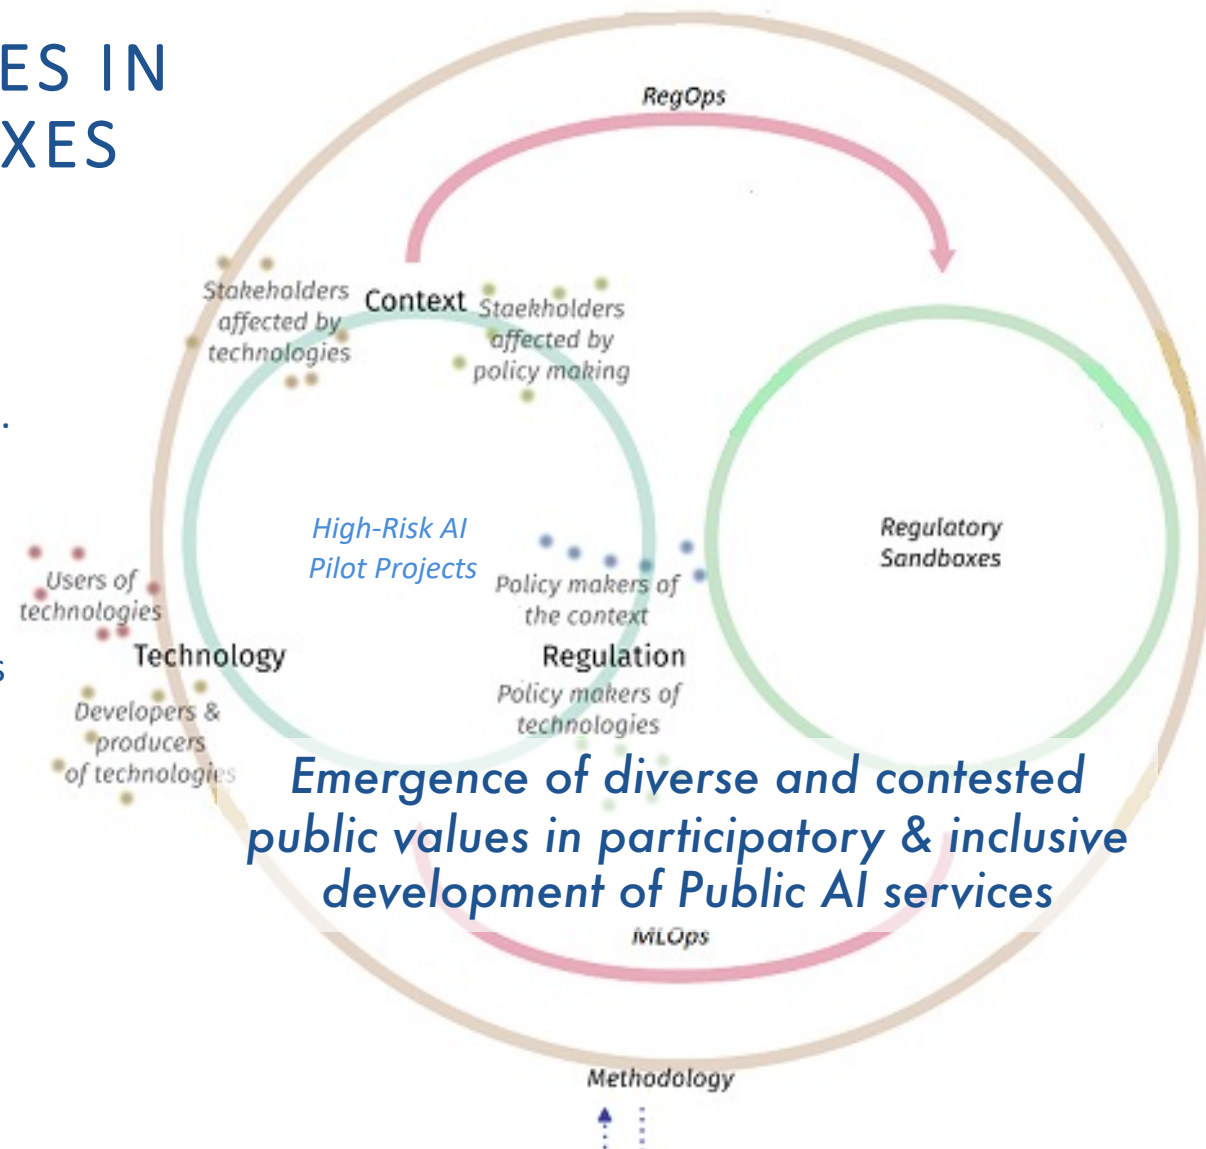 ES IN
XES
RegOps
Stakeholders
affected by
technologies
Context
Staekholders
affected by
policy making
.
High-Risk AI
Pilot Projects
Regulatory
Sandboxes
Users of
technologies
Policy makers of
the context
s
Technology
Regulation
Developers &
producers
of technologies
Policy makers of
technologies
Emergence of diverse and contested
public values in participatory & inclusive
development of Public AI services
MLOps
Methodology